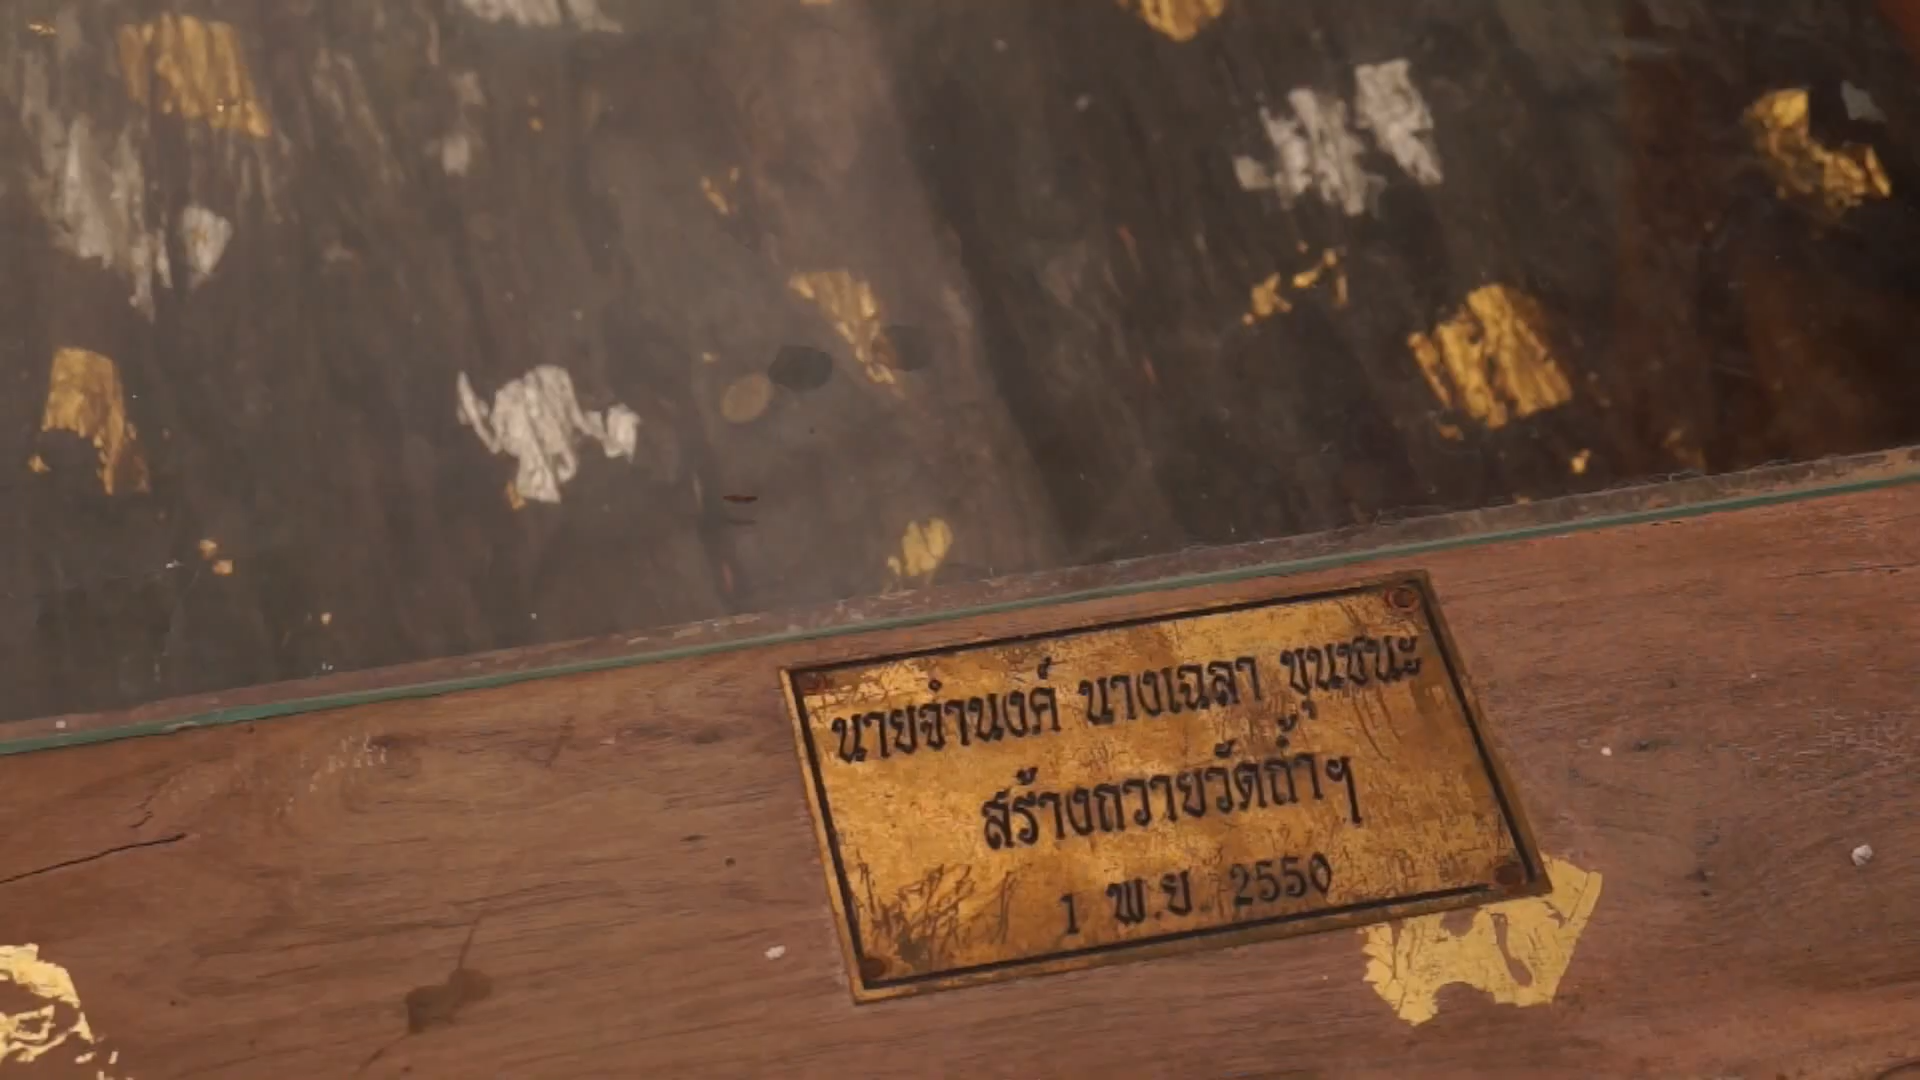 นายจำนงค์ นางเฉลา ขุนชนะ
สร้างถวายวัดถ้ำฯ
1 พ.ย. 2550